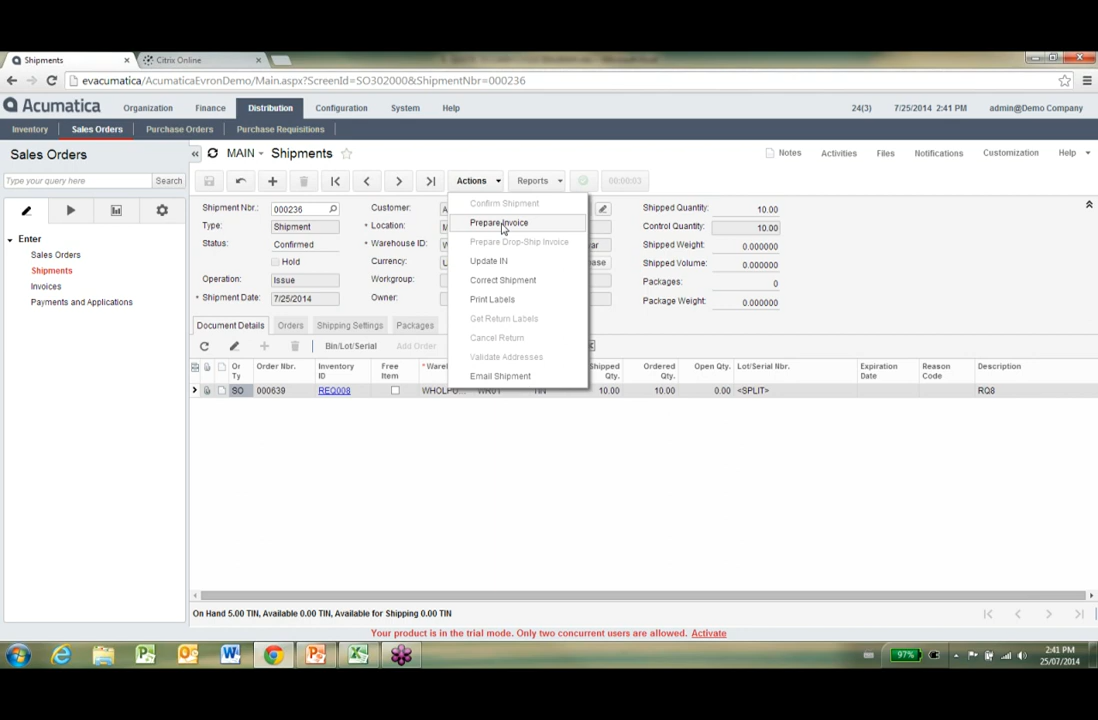 Shipments
Citrix Online
evacumatica/AcumaticaEvronDemo/Main.aspx?ScreenId=SO302000&ShipmentNbr=000236
Acumatica
Organization Finance Distribution Configuration System Help
24(3) 7/25/2014 2:41 PM admin@Demo Company
Inventory Sales Orders Purchase Orders Purchase Requisitions
Sales Orders
MAIN Shipments
Notes Activities Files Notifications Customization Help
Type your query here Search
Actions Reports 00:00:03
Enter
Sales Orders
Shipments
Invoices
Payments and Applications
Shipment Nbr.: 000236
Type: Shipment
Status: Confirmed
Hold
Operation: Issue
* Shipment Date: 7/25/2014
Customer: A
* Location: M
* Warehouse ID: W
Currency: U
Workgroup:
Owner:
Confirm Shipment
Prepare Invoice
Prepare Drop-Ship Invoice
Update IN
Correct Shipment
Print Labels
Get Return Labels
Cancel Return
Validate Addresses
Email Shipment
Shipped Quantity: 10.00
Control Quantity: 10.00
Shipped Weight: 0.000000
Shipped Volume: 0.000000
Packages: 0
Package Weight: 0.000000
Document Details Orders Shipping Settings Packages
Bin/Lot/Serial Add Order
Or Ty Order Nbr. Inventory ID Free Item Shipped Qty. Ordered Qty. Open Qty. Lot/Serial Nbr. Expiration Date Reason Code Description
SO 000639 REQ008 10.00 10.00 0.00 <SPLIT> RQ8
On Hand 5.00 TIN, Available 0.00 TIN, Available for Shipping 0.00 TIN
Your product is in the trial mode. Only two concurrent users are allowed. Activate
97%
2:41 PM
25/07/2014